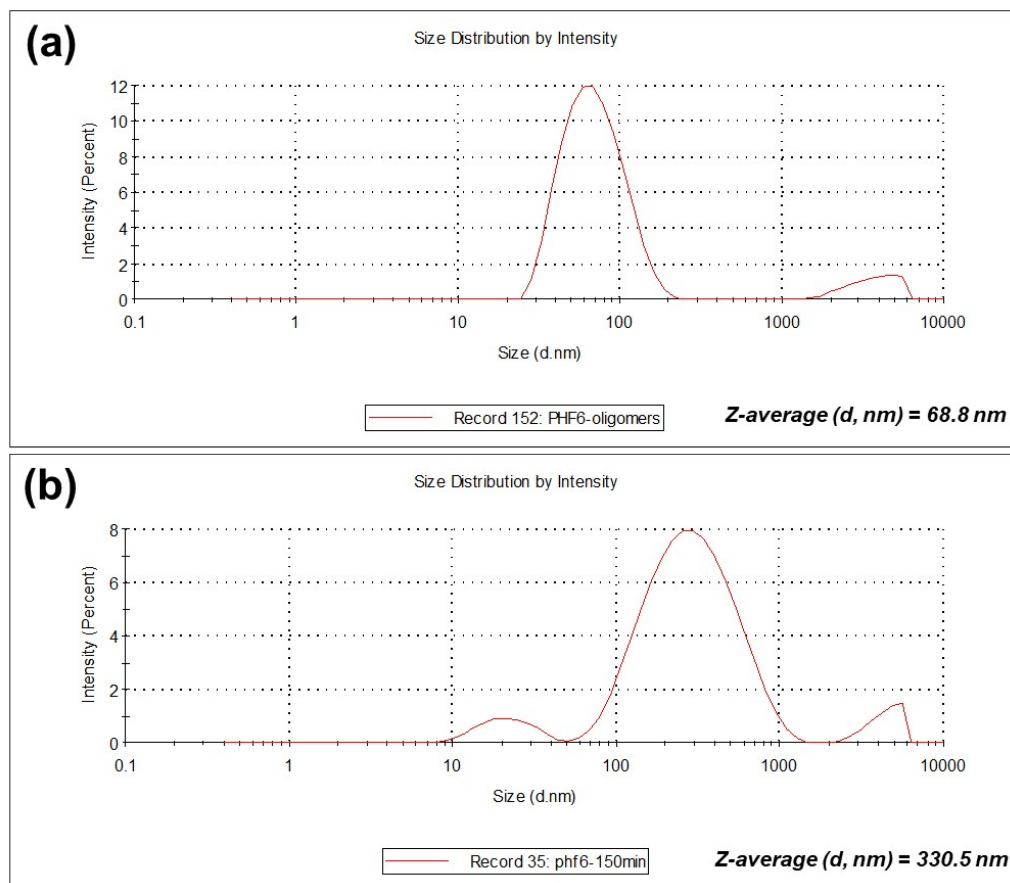 (a)
Size Distribution by Intensity
Intensity (Percent)
12
10
8
6
4
2
0
0.1 1 10 100 1000 10000
Size (d.nm)
Record 152: PHF6-oligomers
Z-average (d, nm) = 68.8 nm
(b)
Size Distribution by Intensity
Intensity (Percent)
8
6
4
2
0
0.1 1 10 100 1000 10000
Size (d.nm)
Record 35: phf6-150min
Z-average (d, nm) = 330.5 nm